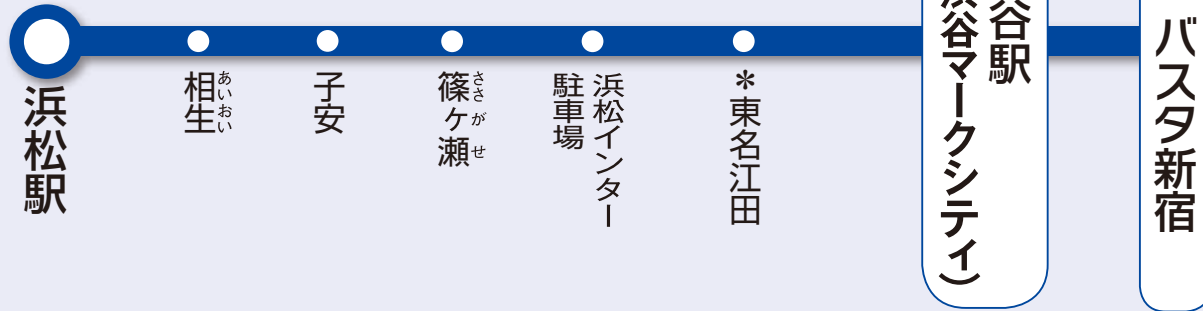 浜松駅
相生
あいおい
子安
篠ヶ瀬
ささがせ
浜松インター
駐車場
＊東名江田
谷駅
渋谷マークシティ）
バスタ新宿